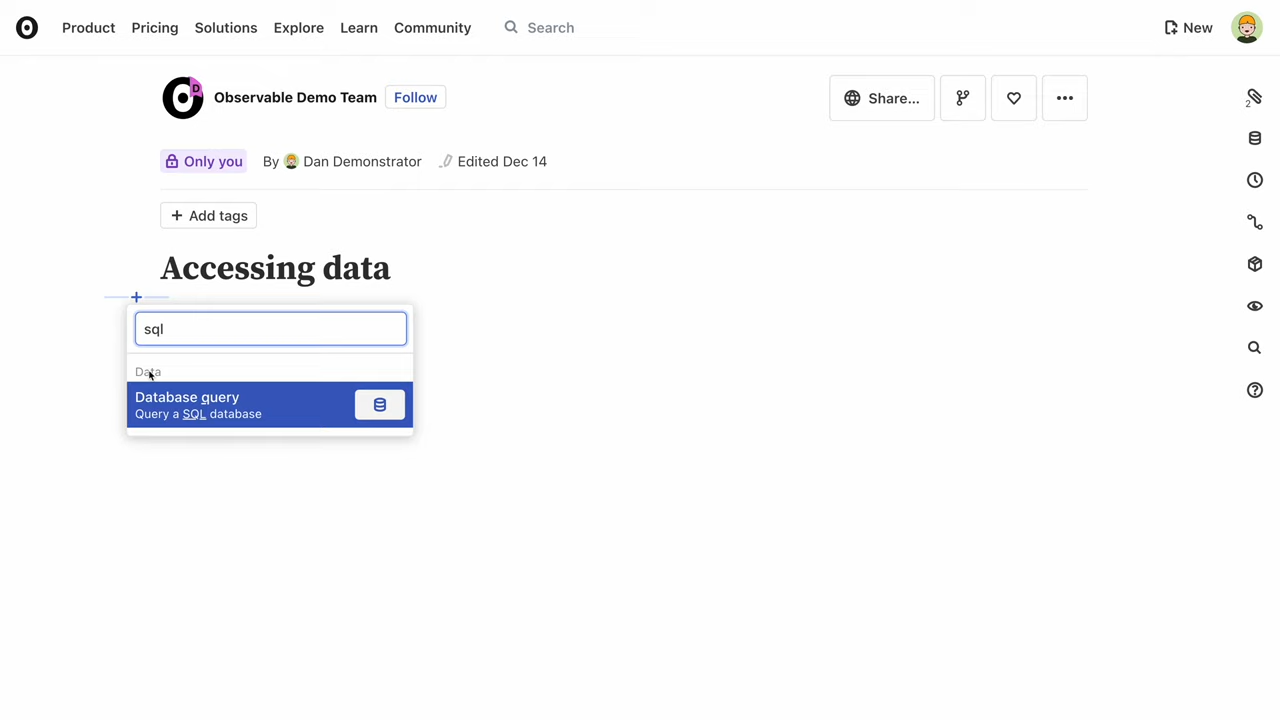 Product Pricing Solutions Explore Learn Community Search New
D
Observable Demo Team Follow Share...
2
Only you By Dan Demonstrator Edited Dec 14
+ Add tags
Accessing data
sql
Data
Database query
Query a SQL database